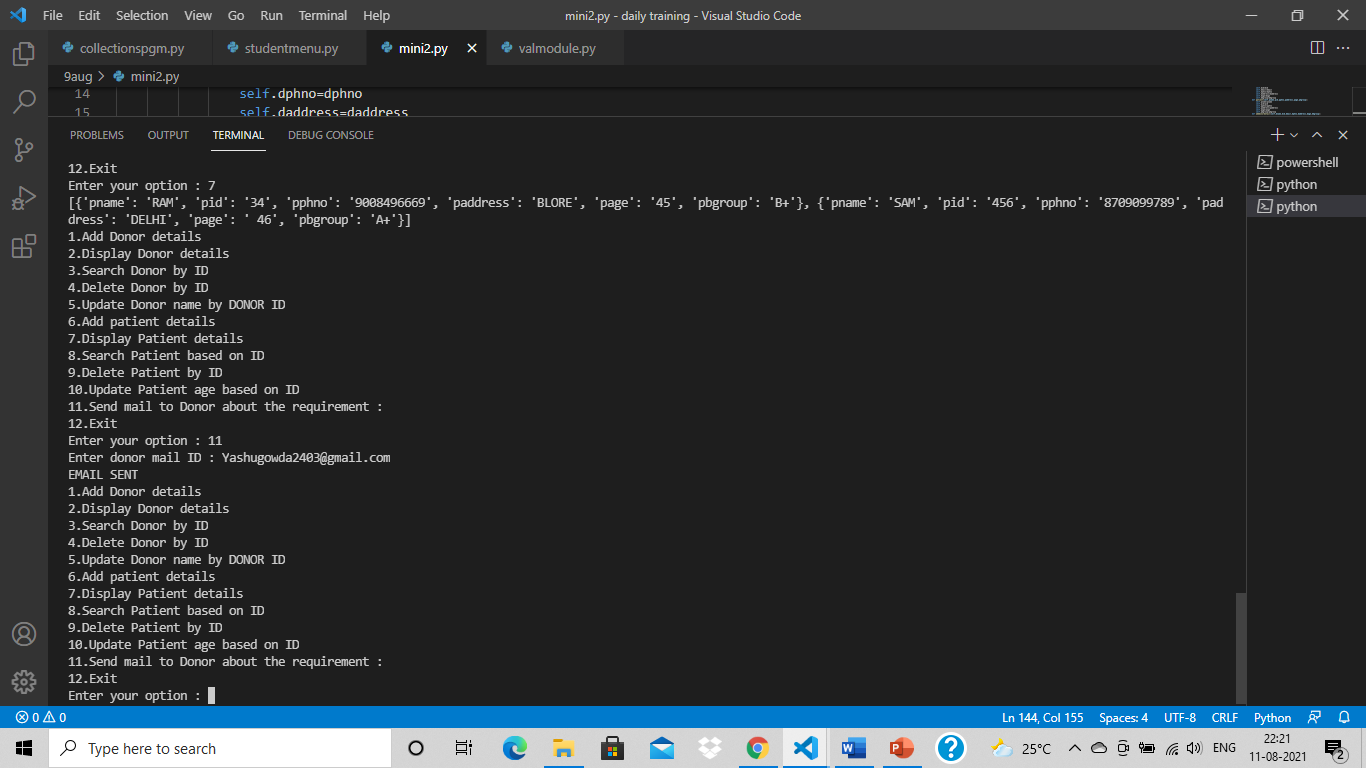 File Edit Selection View Go Run Terminal Help
mini2.py - daily training - Visual Studio Code
collectionspgm.py studentmenu.py mini2.py valmodule.py
9aug > mini2.py
14 self.dphno=dphno
15 self.daddress=daddress
PROBLEMS OUTPUT TERMINAL DEBUG CONSOLE
12.Exit
Enter your option : 7
[{'pname': 'RAM', 'pid': '34', 'pphno': '9008496669', 'paddress': 'BLORE', 'page': '45', 'pbgroup': 'B+'}, {'pname': 'SAM', 'pid': '456', 'pphno': '8709099789', 'pad
dress': 'DELHI', 'page': ' 46', 'pbgroup': 'A+'}]
1.Add Donor details
2.Display Donor details
3.Search Donor by ID
4.Delete Donor by ID
5.Update Donor name by DONOR ID
6.Add patient details
7.Display Patient details
8.Search Patient based on ID
9.Delete Patient by ID
10.Update Patient age based on ID
11.Send mail to Donor about the requirement :
12.Exit
Enter your option : 11
Enter donor mail ID : Yashugowda2403@gmail.com
EMAIL SENT
1.Add Donor details
2.Display Donor details
3.Search Donor by ID
4.Delete Donor by ID
5.Update Donor name by DONOR ID
6.Add patient details
7.Display Patient details
8.Search Patient based on ID
9.Delete Patient by ID
10.Update Patient age based on ID
11.Send mail to Donor about the requirement :
12.Exit
Enter your option :
powershell
python
python
0 0 Ln 144, Col 155 Spaces: 4 UTF-8 CRLF Python
Type here to search
25°C ENG
22:21
11-08-2021
2